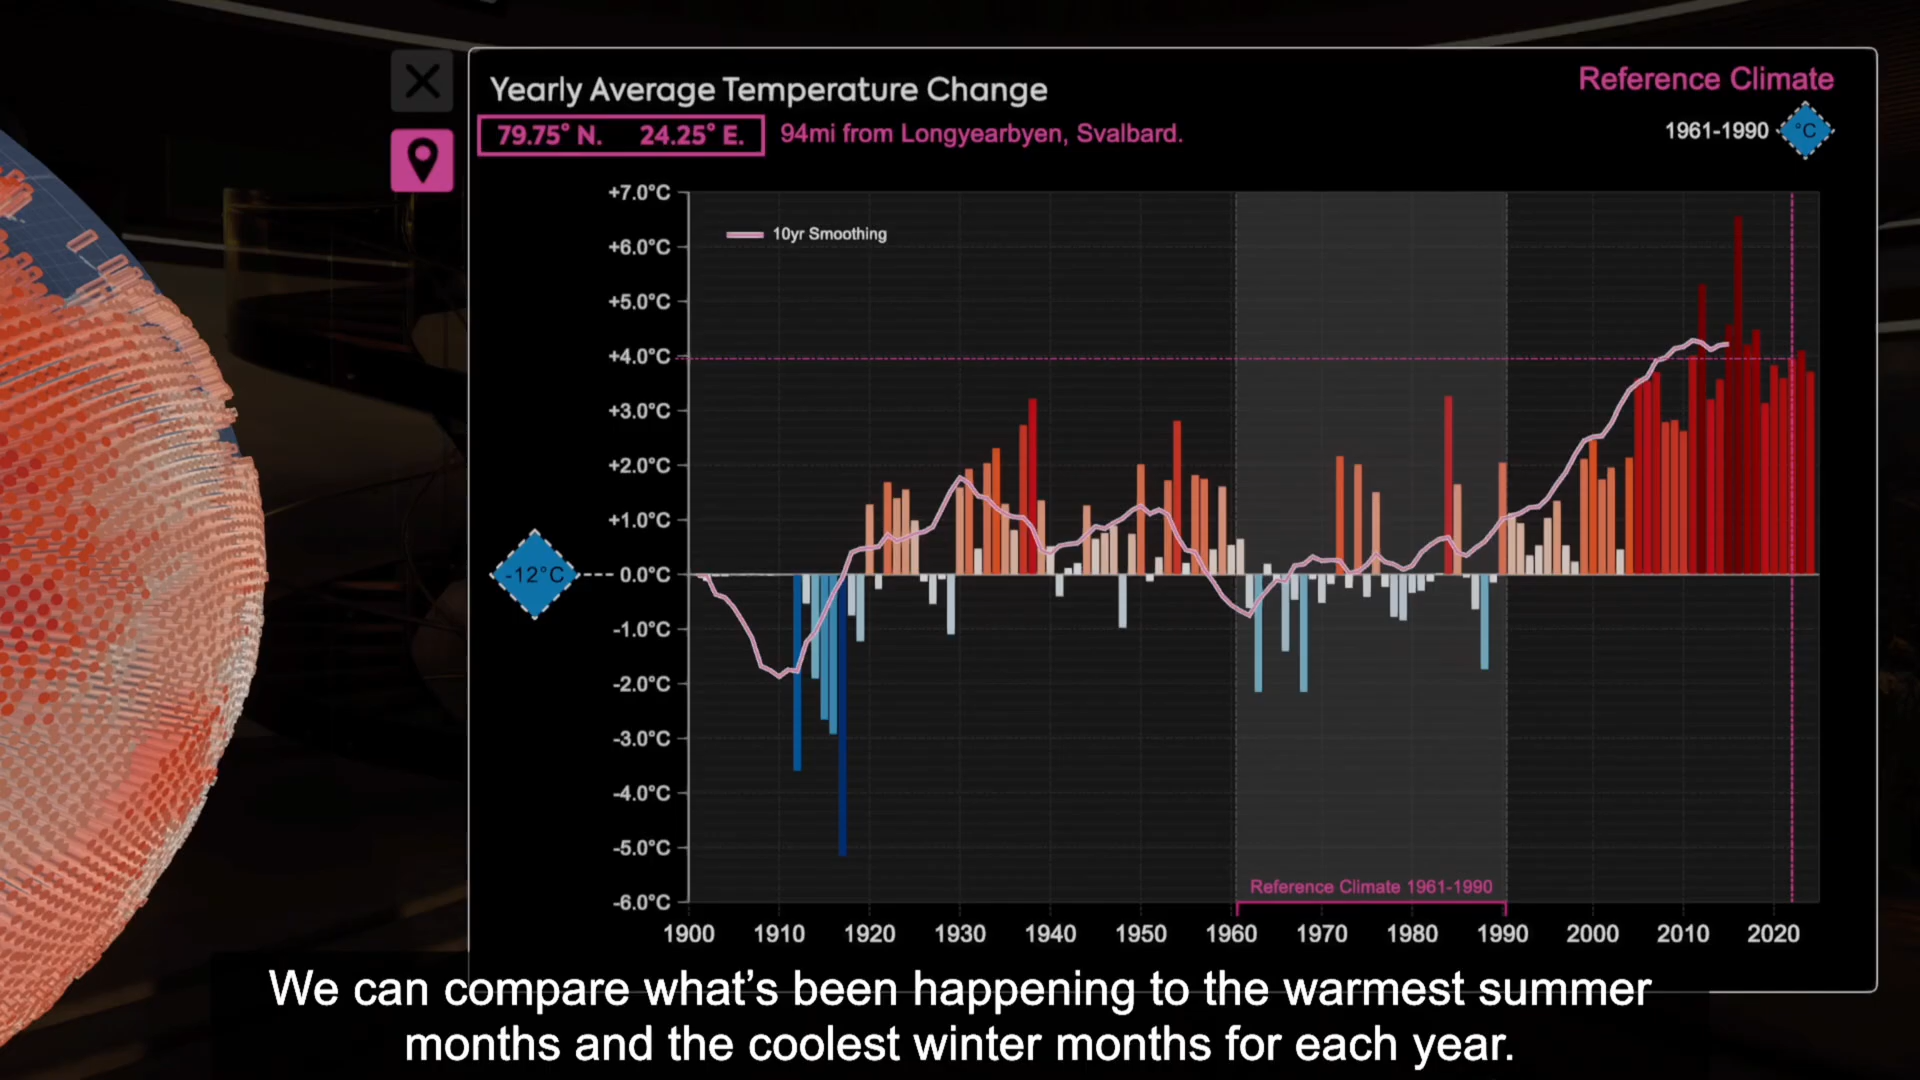 Yearly Average Temperature Change
Reference Climate
79.75° N. 24.25° E.
94mi from Longyearbyen, Svalbard.
1961-1990
°C
+7.0°C
10yr Smoothing
+6.0°C
+5.0°C
+4.0°C
+3.0°C
+2.0°C
+1.0°C
-12°C
0.0°C
-1.0°C
-2.0°C
-3.0°C
-4.0°C
-5.0°C
Reference Climate 1961-1990
-6.0°C
1900 1910 1920 1930 1940 1950 1960 1970 1980 1990 2000 2010 2020
We can compare what's been happening to the warmest summer
months and the coolest winter months for each year.